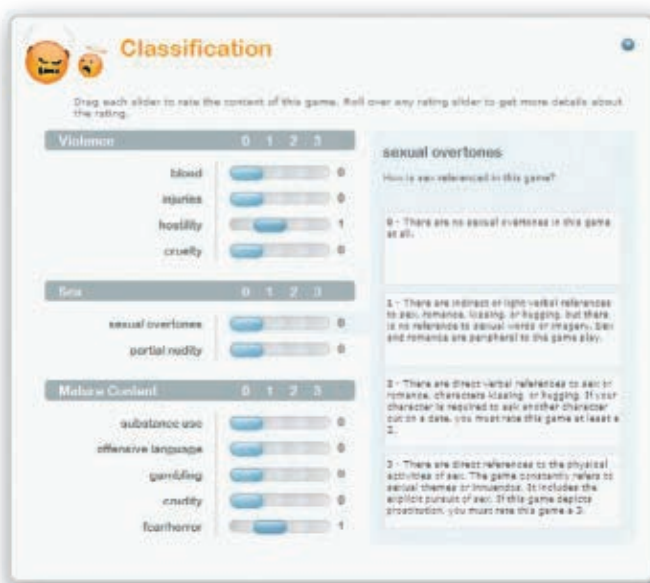 Classification
Drag each slider to rate the content of this game. Roll over any rating slider to get more details about
the rating.
Violence 0 1 2 3
blood 0
injuries 0
hostility 1
cruelty 0
Sex 0 1 2 3
sexual overtones 0
partial nudity 0
Mature Content 0 1 2 3
substance use 0
offensive language 0
gambling 0
crudity 0
fear/horror 1
sexual overtones
How is sex referenced in this game?
0 - There are no sexual overtones in this game
at all.
1 - There are indirect or light verbal references
to sex, romance, kissing, or hugging, but there
is no reference to sexual words or imagery. Sex
and romance are peripheral to the game play.
2 - There are direct verbal references to sex or
romance, characters kissing, or hugging. If your
character is required to ask another character
out on a date, you must rate this game at least a
2.
3 - There are direct references to the physical
activities of sex. The game constantly refers to
sexual themes or innuendos. It includes the
explicit pursuit of sex. If this game depicts
prostitution, you must rate this game a 3.